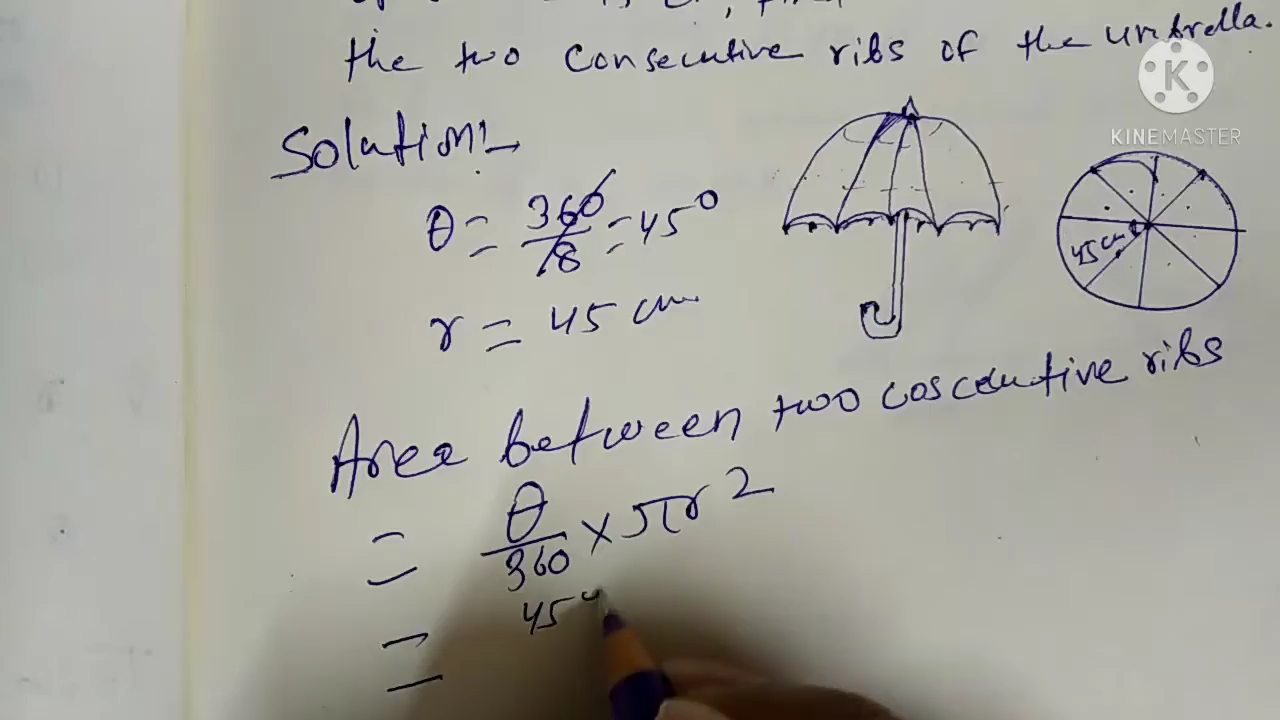 the two consecutive ribs of the umbrella.
K
KINEMASTER
Solution:-
θ = 360/8 = 45°
r = 45 cm
45 cm
Area between two coscecutive ribs
= θ/360 × πr²
= 45